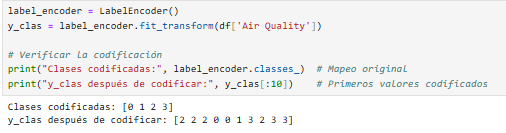 label_encoder = LabelEncoder()
y_clas = label_encoder.fit_transform(df['Air Quality'])
# Verificar la codificación
print("Clases codificadas:", label_encoder.classes_)  # Mapeo original
print("y_clas después de codificar:", y_clas[:10])    # Primeros valores codificados
Clases codificadas: [0 1 2 3]
y_clas después de codificar: [2 2 2 0 0 1 3 2 3 3]